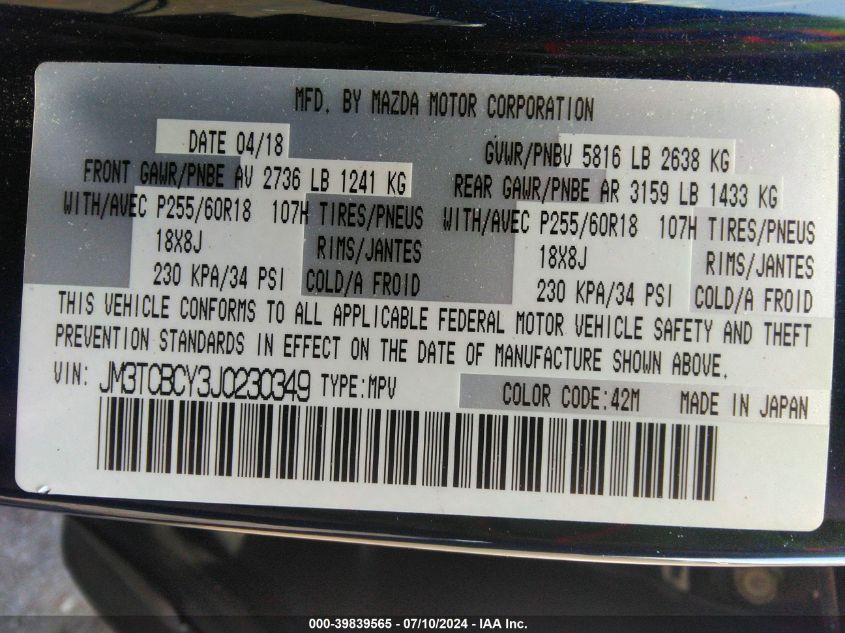 MFD. BY MAZDA MOTOR CORPORATION
DATE 04/18 GVWR/PNBV 5816 LB 2638 KG
FRONT GAWR/PNBE AV 2736 LB 1241 KG REAR GAWR/PNBE AR 3159 LB 1433 KG
WITH/AVEC P255/60R18 107H TIRES/PNEUS WITH/AVEC P255/60R18 107H TIRES/PNEUS
18X8J RIMS/JANTES 18X8J RIMS/JANTES
230 KPA/34 PSI COLD/A FROID 230 KPA/34 PSI COLD/A FROID
THIS VEHICLE CONFORMS TO ALL APPLICABLE FEDERAL MOTOR VEHICLE SAFETY AND THEFT
PREVENTION STANDARDS IN EFFECT ON THE DATE OF MANUFACTURE SHOWN ABOVE.
VIN: JM3TCBCY3J0230349 TYPE:MPV COLOR CODE:42M MADE IN JAPAN
000-39839565 - 07/10/2024 - IAA Inc.